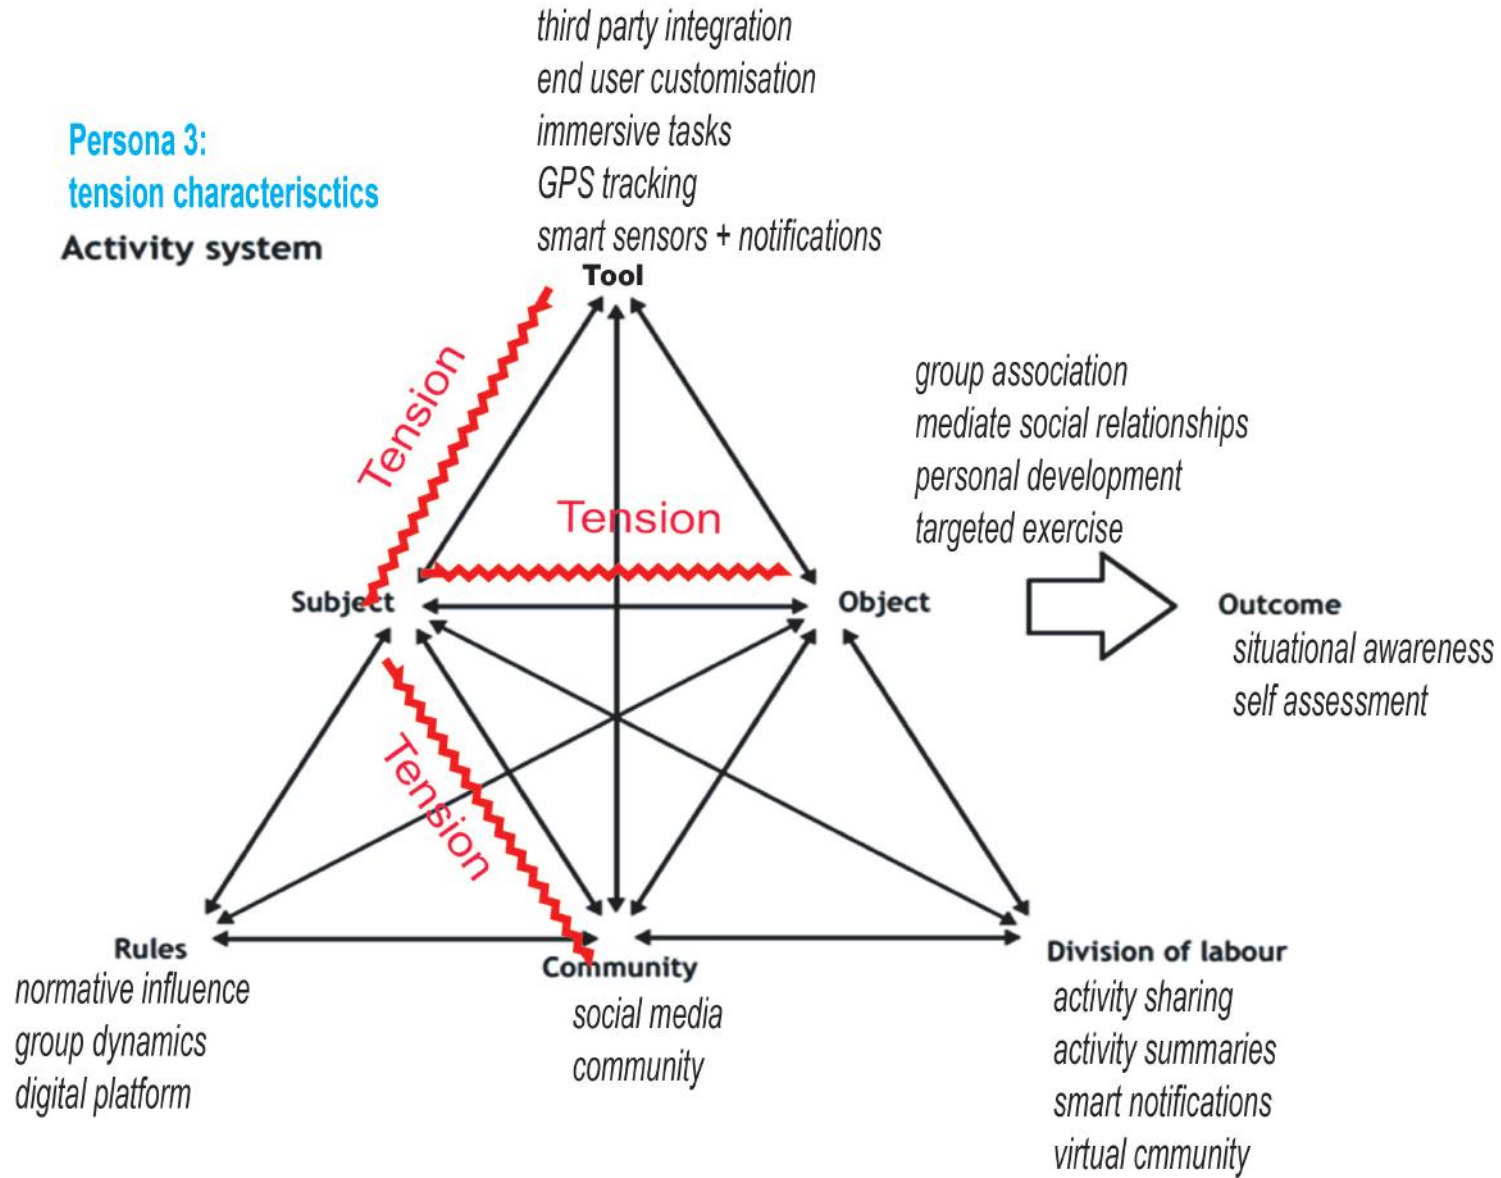 third party integration
end user customisation
immersive tasks
GPS tracking
smart sensors + notifications
Persona 3:
tension characterisctics
Activity system
Tool
Tension
group association
mediate social relationships
personal development
targeted exercise
Tension
Subject
Object
Outcome
situational awareness
self assessment
Tension
Rules
normative influence
group dynamics
digital platform
Community
social media
community
Division of labour
activity sharing
activity summaries
smart notifications
virtual cmmunity